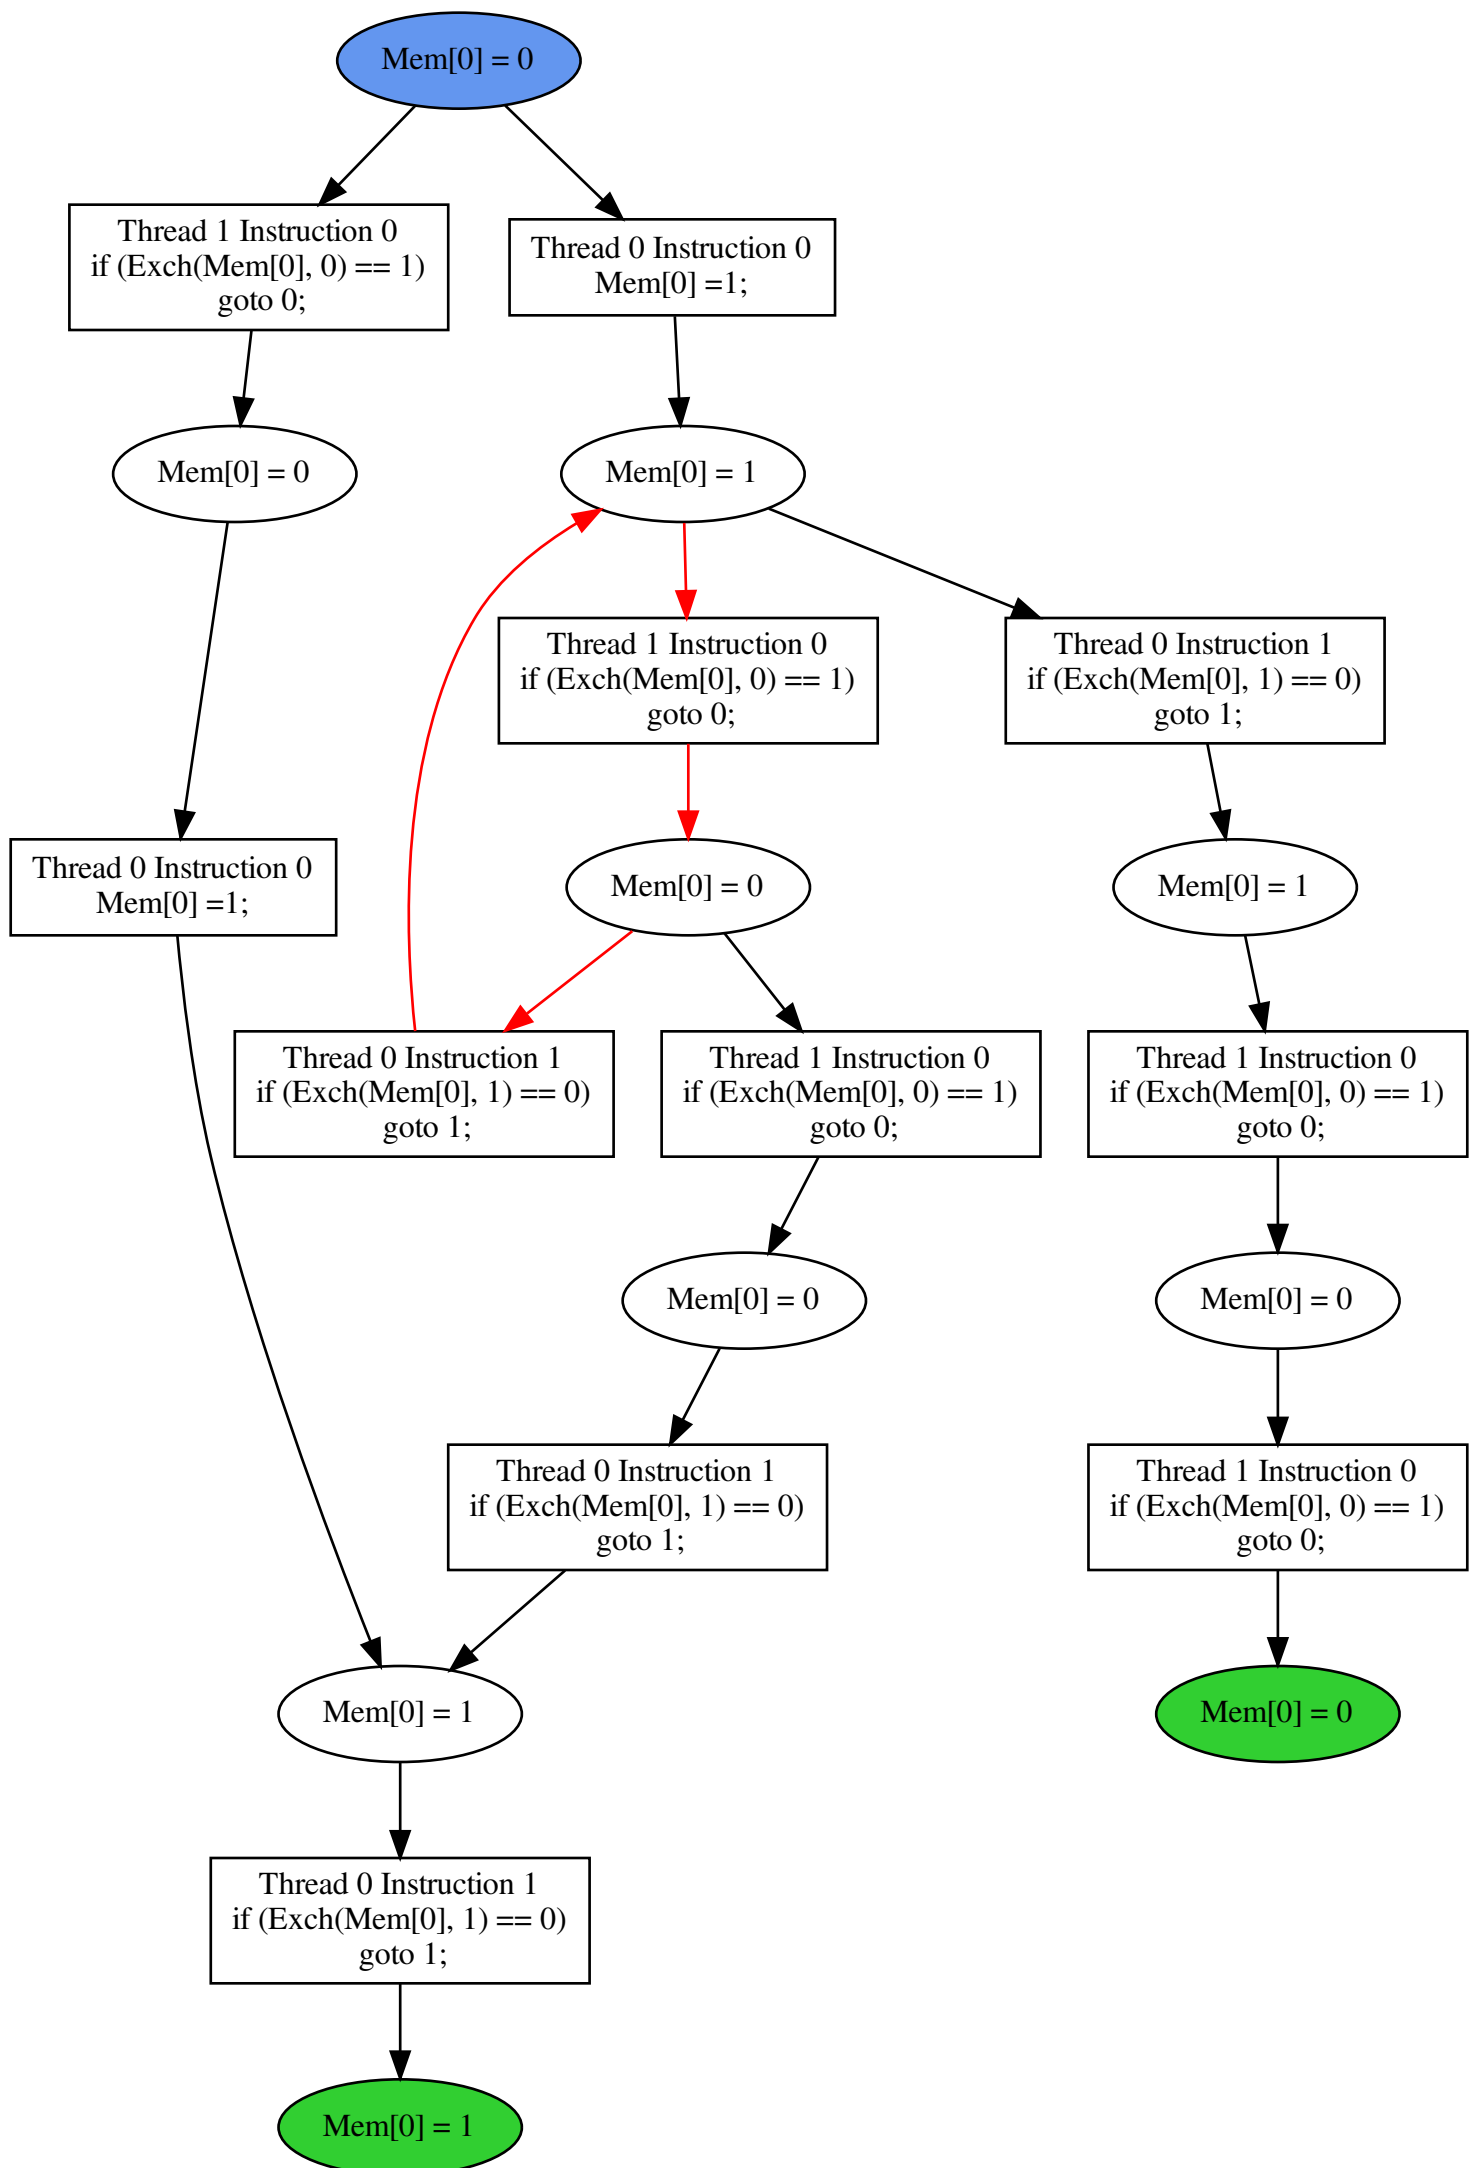 Mem[0] = 0
Thread 1 Instruction 0
if (Exch(Mem[0], 0) == 1)
goto 0;
Thread 0 Instruction 0
Mem[0] =1;
Mem[0] = 0
Mem[0] = 1
Thread 1 Instruction 0
if (Exch(Mem[0], 0) == 1)
goto 0;
Thread 0 Instruction 1
if (Exch(Mem[0], 1) == 0)
goto 1;
Thread 0 Instruction 0
Mem[0] =1;
Mem[0] = 0
Mem[0] = 1
Thread 0 Instruction 1
if (Exch(Mem[0], 1) == 0)
goto 1;
Thread 1 Instruction 0
if (Exch(Mem[0], 0) == 1)
goto 0;
Thread 1 Instruction 0
if (Exch(Mem[0], 0) == 1)
goto 0;
Mem[0] = 0
Mem[0] = 0
Thread 0 Instruction 1
if (Exch(Mem[0], 1) == 0)
goto 1;
Thread 1 Instruction 0
if (Exch(Mem[0], 0) == 1)
goto 0;
Mem[0] = 1
Mem[0] = 0
Thread 0 Instruction 1
if (Exch(Mem[0], 1) == 0)
goto 1;
Mem[0] = 1